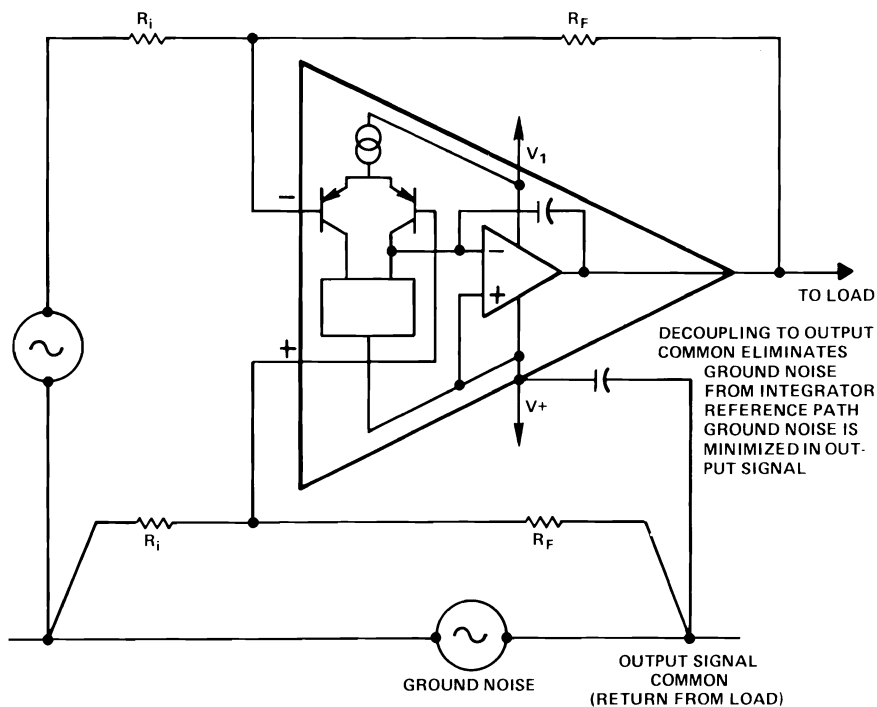 Ri
RF
V1
−
−
+
+
TO LOAD
DECOUPLING TO OUTPUT
COMMON ELIMINATES
GROUND NOISE
FROM INTEGRATOR
REFERENCE PATH
GROUND NOISE IS
MINIMIZED IN OUT-
PUT SIGNAL
V+
Ri
RF
GROUND NOISE
OUTPUT SIGNAL
COMMON
(RETURN FROM LOAD)